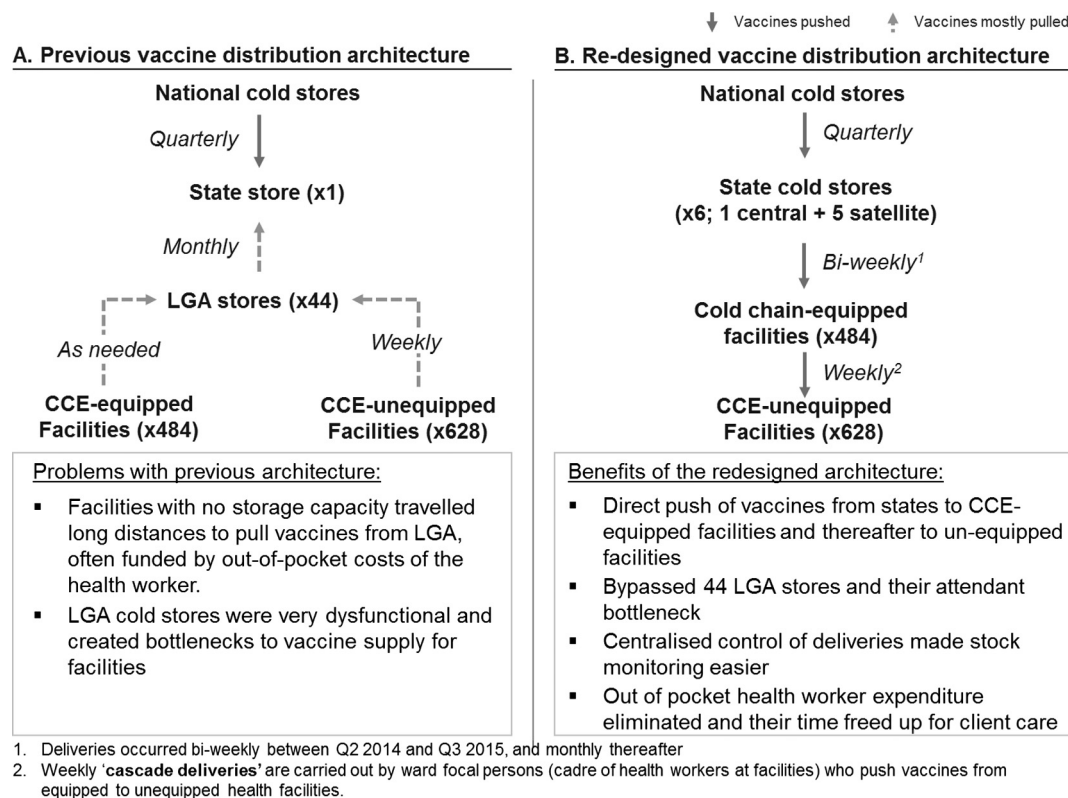 Vaccines pushed
Vaccines mostly pulled
A. Previous vaccine distribution architecture
National cold stores
Quarterly
State store (x1)
Monthly
LGA stores (x44)
As needed
Weekly
CCE-equipped
Facilities (x484)
CCE-unequipped
Facilities (x628)
Problems with previous architecture:
▪ Facilities with no storage capacity travelled
long distances to pull vaccines from LGA,
often funded by out-of-pocket costs of the
health worker.
▪ LGA cold stores were very dysfunctional and
created bottlenecks to vaccine supply for
facilities
B. Re-designed vaccine distribution architecture
National cold stores
Quarterly
State cold stores
(x6; 1 central + 5 satellite)
Bi-weekly¹
Cold chain-equipped
facilities (x484)
Weekly²
CCE-unequipped
Facilities (x628)
Benefits of the redesigned architecture:
▪ Direct push of vaccines from states to CCE-
equipped facilities and thereafter to un-equipped
facilities
▪ Bypassed 44 LGA stores and their attendant
bottleneck
▪ Centralised control of deliveries made stock
monitoring easier
▪ Out of pocket health worker expenditure
eliminated and their time freed up for client care
1. Deliveries occurred bi-weekly between Q2 2014 and Q3 2015, and monthly thereafter
2. Weekly 'cascade deliveries' are carried out by ward focal persons (cadre of health workers at facilities) who push vaccines from
equipped to unequipped health facilities.